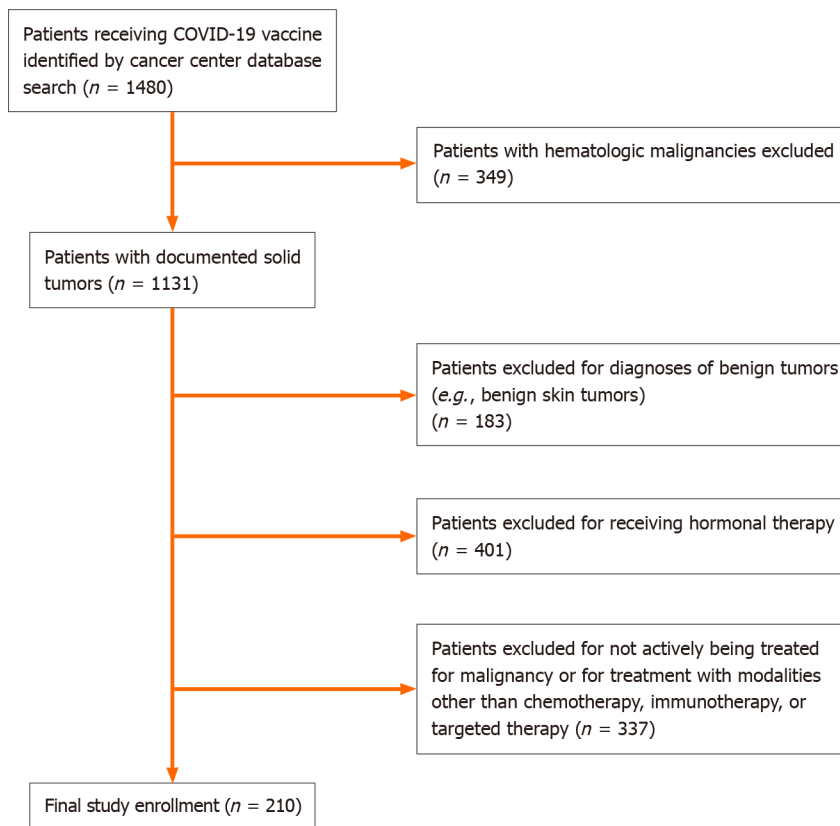 Patients receiving COVID-19 vaccine
identified by cancer center database
search (n = 1480)
Patients with hematologic malignancies excluded
(n = 349)
Patients with documented solid
tumors (n = 1131)
Patients excluded for diagnoses of benign tumors
(e.g., benign skin tumors)
(n = 183)
Patients excluded for receiving hormonal therapy
(n = 401)
Patients excluded for not actively being treated
for malignancy or for treatment with modalities
other than chemotherapy, immunotherapy, or
targeted therapy (n = 337)
Final study enrollment (n = 210)